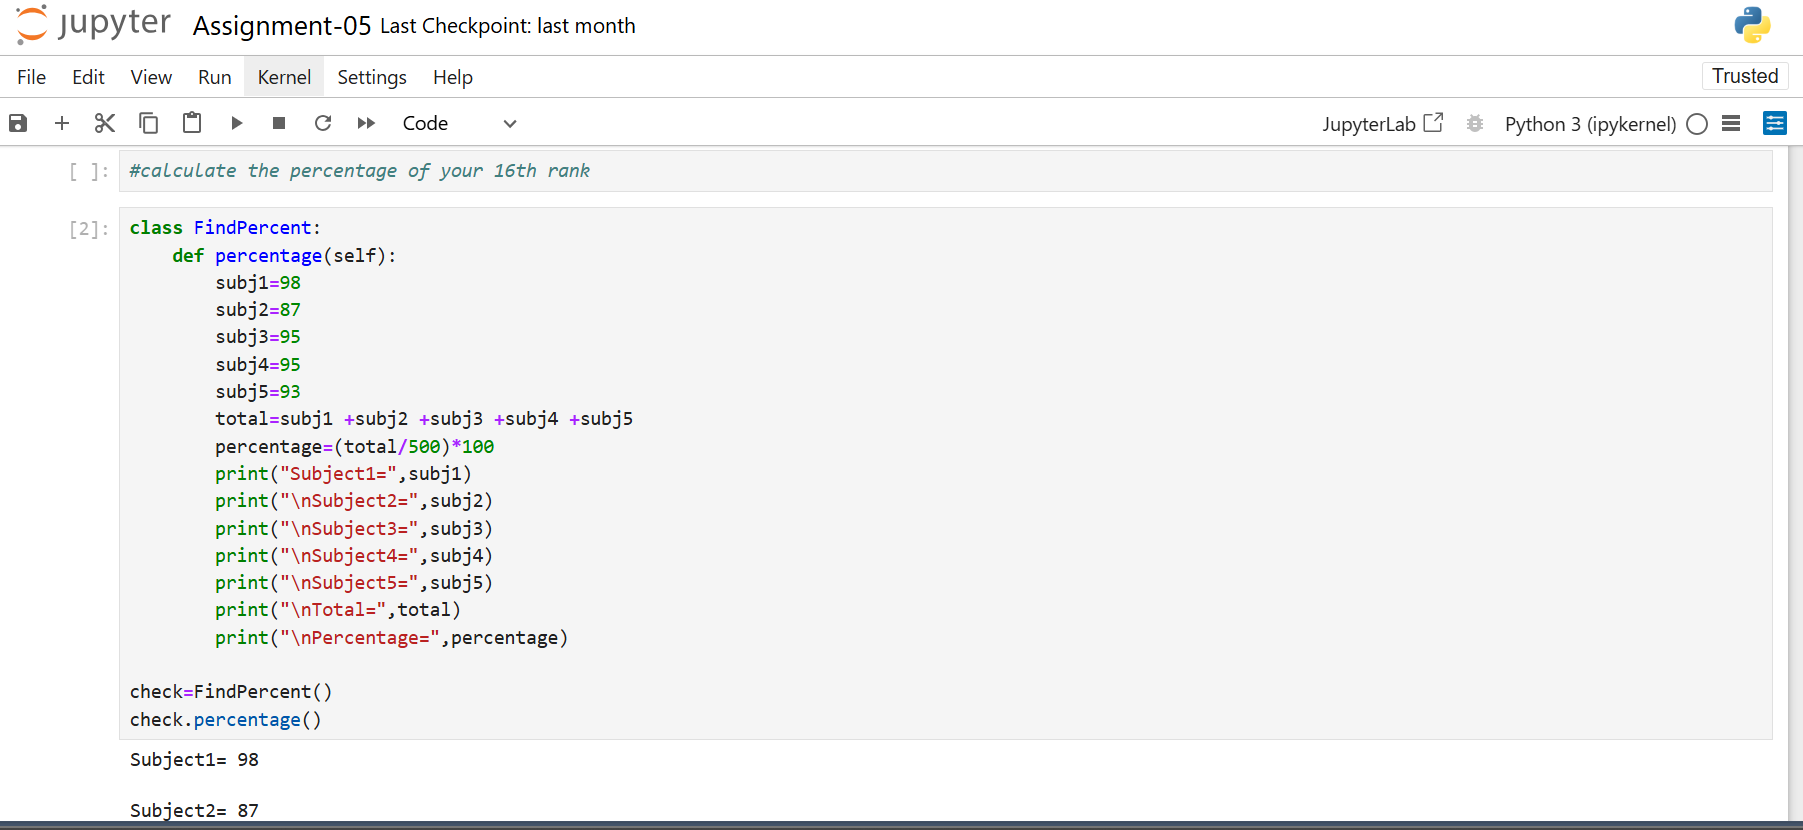 jupyter Assignment-05 Last Checkpoint: last month
File Edit View Run Kernel Settings Help Trusted
Code JupyterLab Python 3 (ipykernel)
[ ]: #calculate the percentage of your 16th rank
[2]: class FindPercent:
    def percentage(self):
        subj1=98
        subj2=87
        subj3=95
        subj4=95
        subj5=93
        total=subj1 +subj2 +subj3 +subj4 +subj5
        percentage=(total/500)*100
        print("Subject1=",subj1)
        print("\nSubject2=",subj2)
        print("\nSubject3=",subj3)
        print("\nSubject4=",subj4)
        print("\nSubject5=",subj5)
        print("\nTotal=",total)
        print("\nPercentage=",percentage)
check=FindPercent()
check.percentage()
Subject1= 98
Subject2= 87